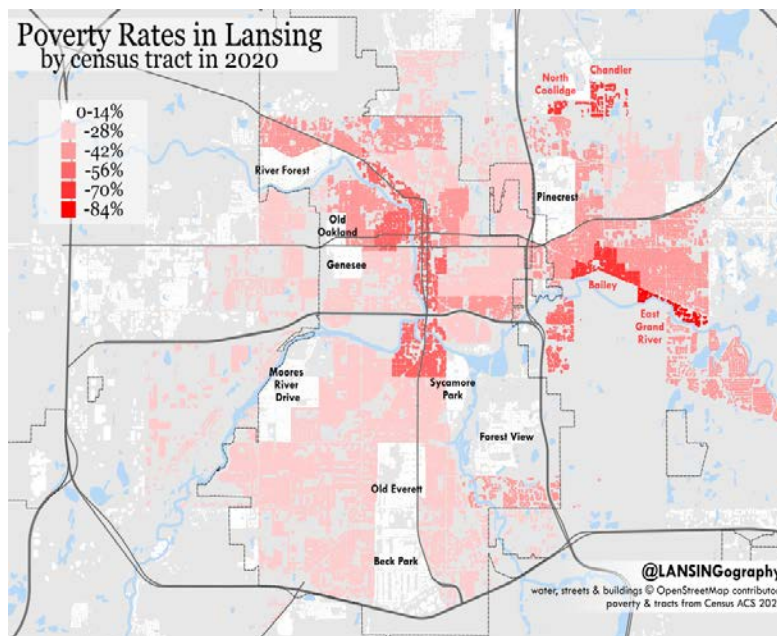 Poverty Rates in Lansing
by census tract in 2020
0-14%
-28%
-42%
-56%
-70%
-84%
North
Coolidge
Chandler
River Forest
Pinecrest
Old
Oakland
Genesee
Bailey
East
Grand
River
Moores
River
Drive
Sycamore
Park
Forest View
Old Everett
Beck Park
@LANSINGography
water, streets & buildings © OpenStreetMap contributor
poverty & tracts from Census ACS 202